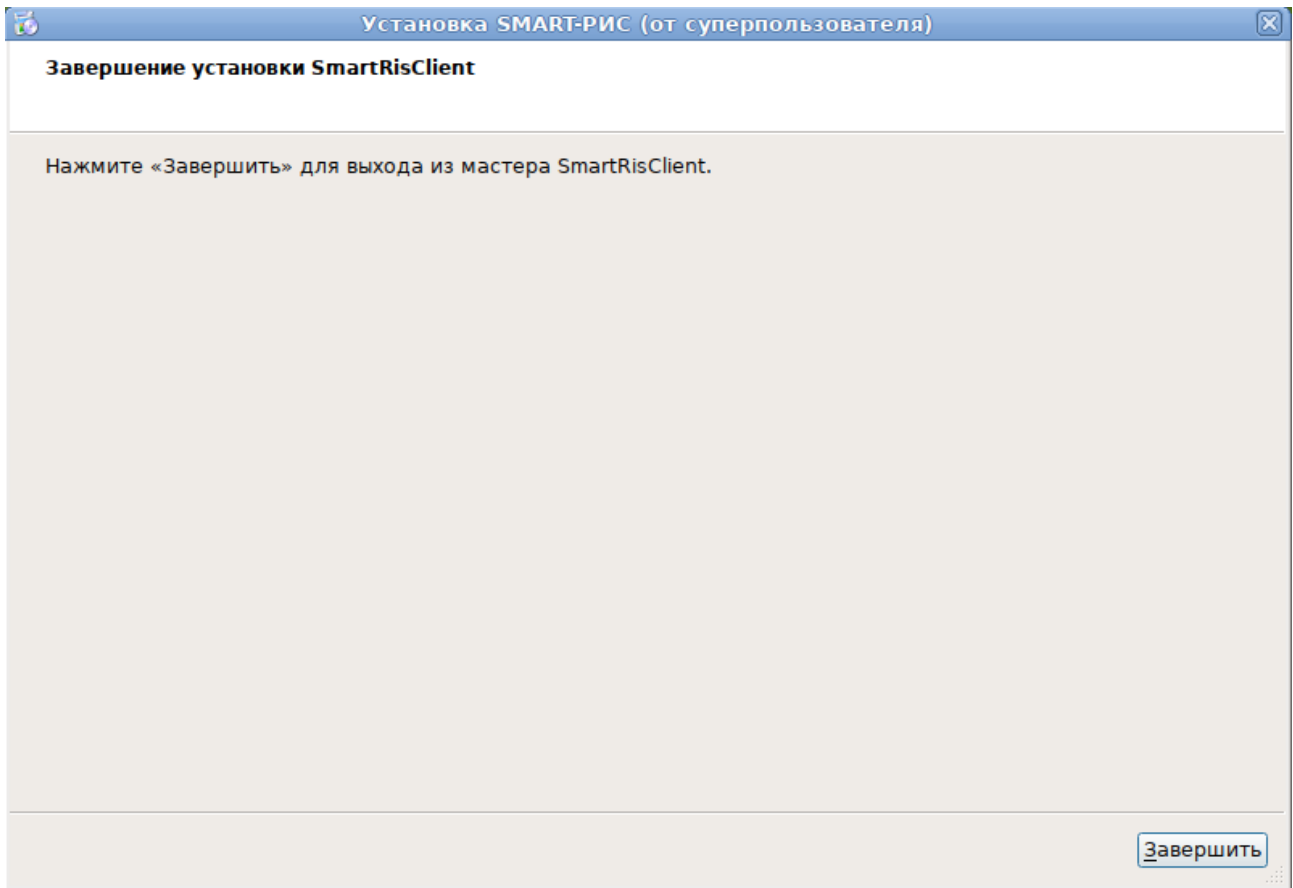 Установка SMART-РИС (от суперпользователя)
Завершение установки SmartRisClient
Нажмите «Завершить» для выхода из мастера SmartRisClient.
Завершить